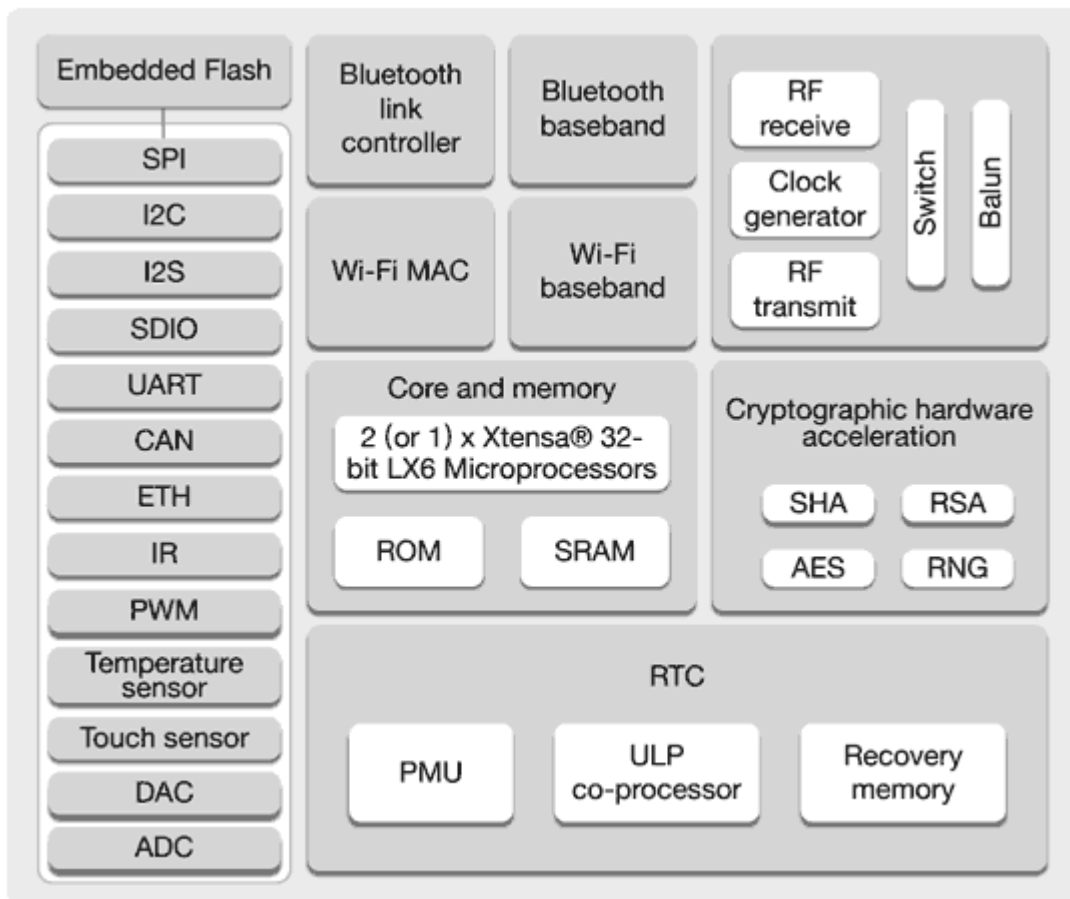 Embedded Flash
SPI
I2C
I2S
SDIO
UART
CAN
ETH
IR
PWM
Temperature
sensor
Touch sensor
DAC
ADC
Bluetooth
link
controller
Bluetooth
baseband
Wi-Fi MAC
Wi-Fi
baseband
RF
receive
Clock
generator
RF
transmit
Switch
Balun
Core and memory
2 (or 1) x Xtensa® 32-
bit LX6 Microprocessors
ROM
SRAM
Cryptographic hardware
acceleration
SHA
RSA
AES
RNG
RTC
PMU
ULP
co-processor
Recovery
memory